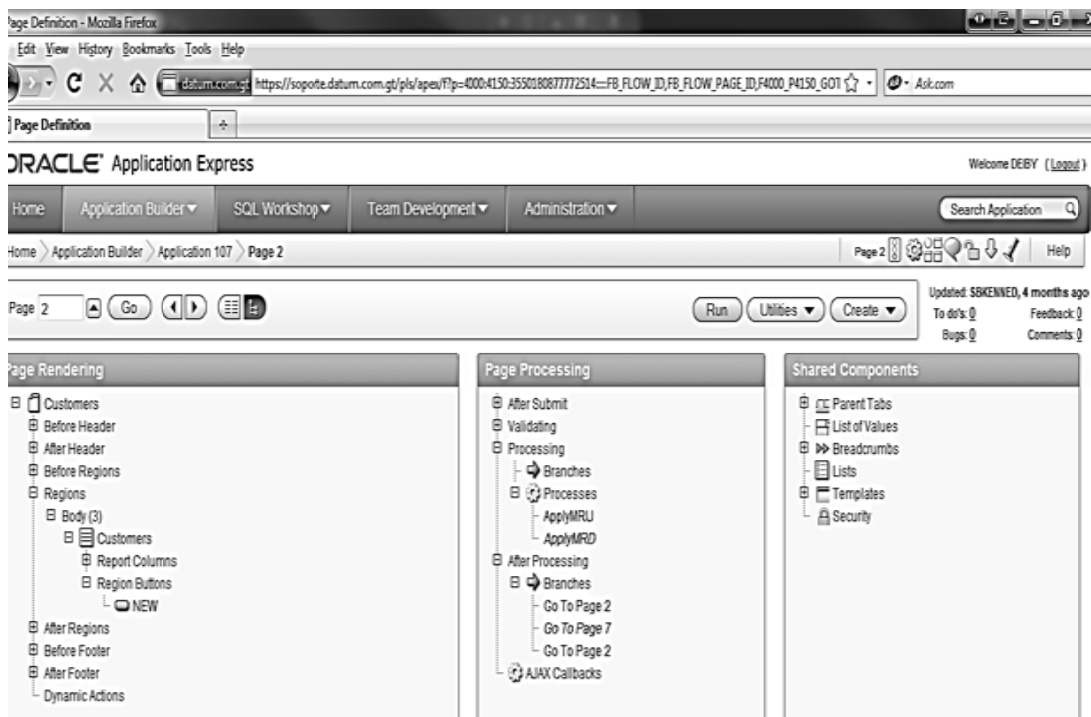 Page Definition - Mozilla Firefox
Edit View History Bookmarks Tools Help
datum.com.gt https://soporte.datum.com.gt/pls/apex/f?p=4000:4150:3550180877772514::::FB_FLOW_ID,FB_FLOW_PAGE_ID,F4000_P4150_GOT Ask.com
Page Definition
ORACLE Application Express Welcome DEIBY (Logout)
Home Application Builder SQL Workshop Team Development Administration Search Application
Home Application Builder Application 107 Page 2 Page 2 Help
Page 2 Go Run Utilities Create
Updated: SBKENNED, 4 months ago
To do's: 0 Feedback: 0
Bugs: 0 Comments: 0
Page Rendering
Customers
Before Header
After Header
Before Regions
Regions
Body (3)
Customers
Report Columns
Region Buttons
NEW
After Regions
Before Footer
After Footer
Dynamic Actions
Page Processing
After Submit
Validating
Processing
Branches
Processes
ApplyMRU
ApplyMRD
After Processing
Branches
Go To Page 2
Go To Page 7
Go To Page 2
AJAX Callbacks
Shared Components
Parent Tabs
List of Values
Breadcrumbs
Lists
Templates
Security